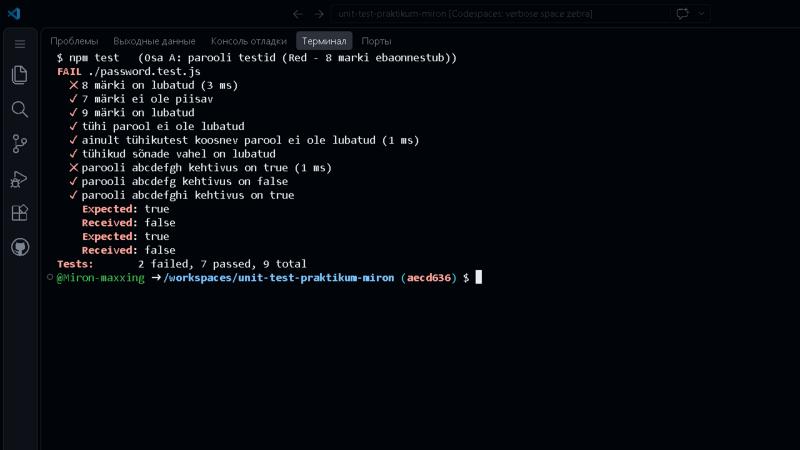 unit-test-praktikum-miron [Codespaces: verbose space zebra]
Проблемы Выходные данные Консоль отладки Терминал Порты
$ npm test (Osa A: parooli testid (Red - 8 marki ebaonnestub))
FAIL ./password.test.js
✕ 8 märki on lubatud (3 ms)
✓ 7 märki ei ole piisav
✓ 9 märki on lubatud
✓ tühi parool ei ole lubatud
✓ ainult tühikutest koosnev parool ei ole lubatud (1 ms)
✓ tühikud sõnade vahel on lubatud
✕ parooli abcdefgh kehtivus on true (1 ms)
✓ parooli abcdefg kehtivus on false
✓ parooli abcdefghi kehtivus on true
Expected: true
Received: false
Expected: true
Received: false
Tests: 2 failed, 7 passed, 9 total
@Miron-maxxing →/workspaces/unit-test-praktikum-miron (aecd636) $